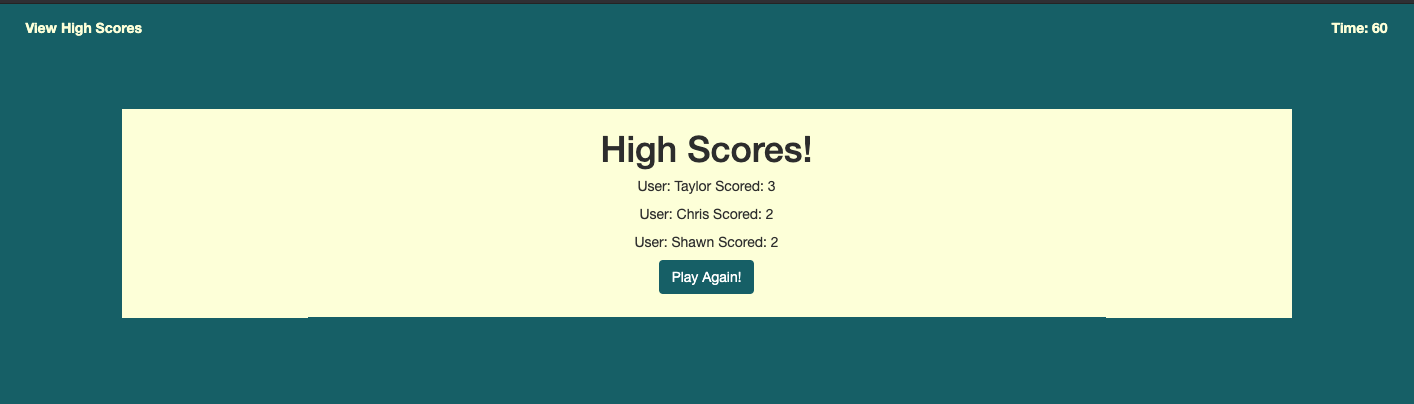 View High Scores
Time: 60
High Scores!
User: Taylor Scored: 3
User: Chris Scored: 2
User: Shawn Scored: 2
Play Again!